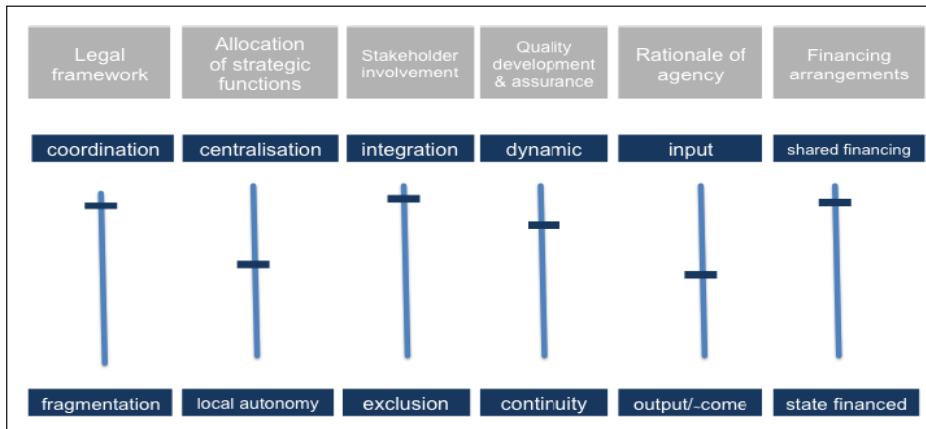 Legal
framework
Allocation
of strategic
functions
Stakeholder
involvement
Quality
development
& assurance
Rationale of
agency
Financing
arrangements
coordination
centralisation
integration
dynamic
input
shared financing
fragmentation
local autonomy
exclusion
continuity
output/~come
state financed